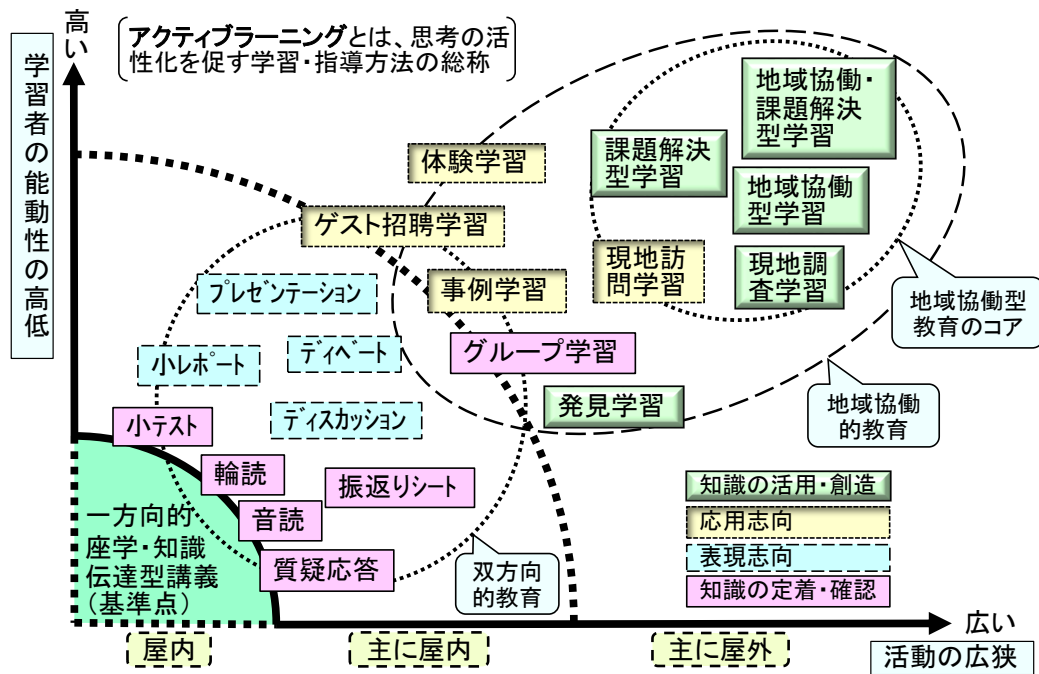 高い
学習者の能動性の高低
アクティブラーニングとは、思考の活
性化を促す学習・指導方法の総称
地域協働・
課題解決
型学習
課題解決
型学習
体験学習
地域協働
型学習
ゲスト招聘学習
現地訪
問学習
現地調
査学習
事例学習
プレゼンテーション
地域協働型
教育のコア
ディベート
グループ学習
小レポート
発見学習
地域協働
的教育
小テスト
ディスカッション
輪読
振返りシート
音読
質疑応答
一方向的
座学・知識
伝達型講義
(基準点)
双方向
的教育
知識の活用・創造
応用志向
表現志向
知識の定着・確認
広い
屋内
主に屋内
主に屋外
活動の広狭